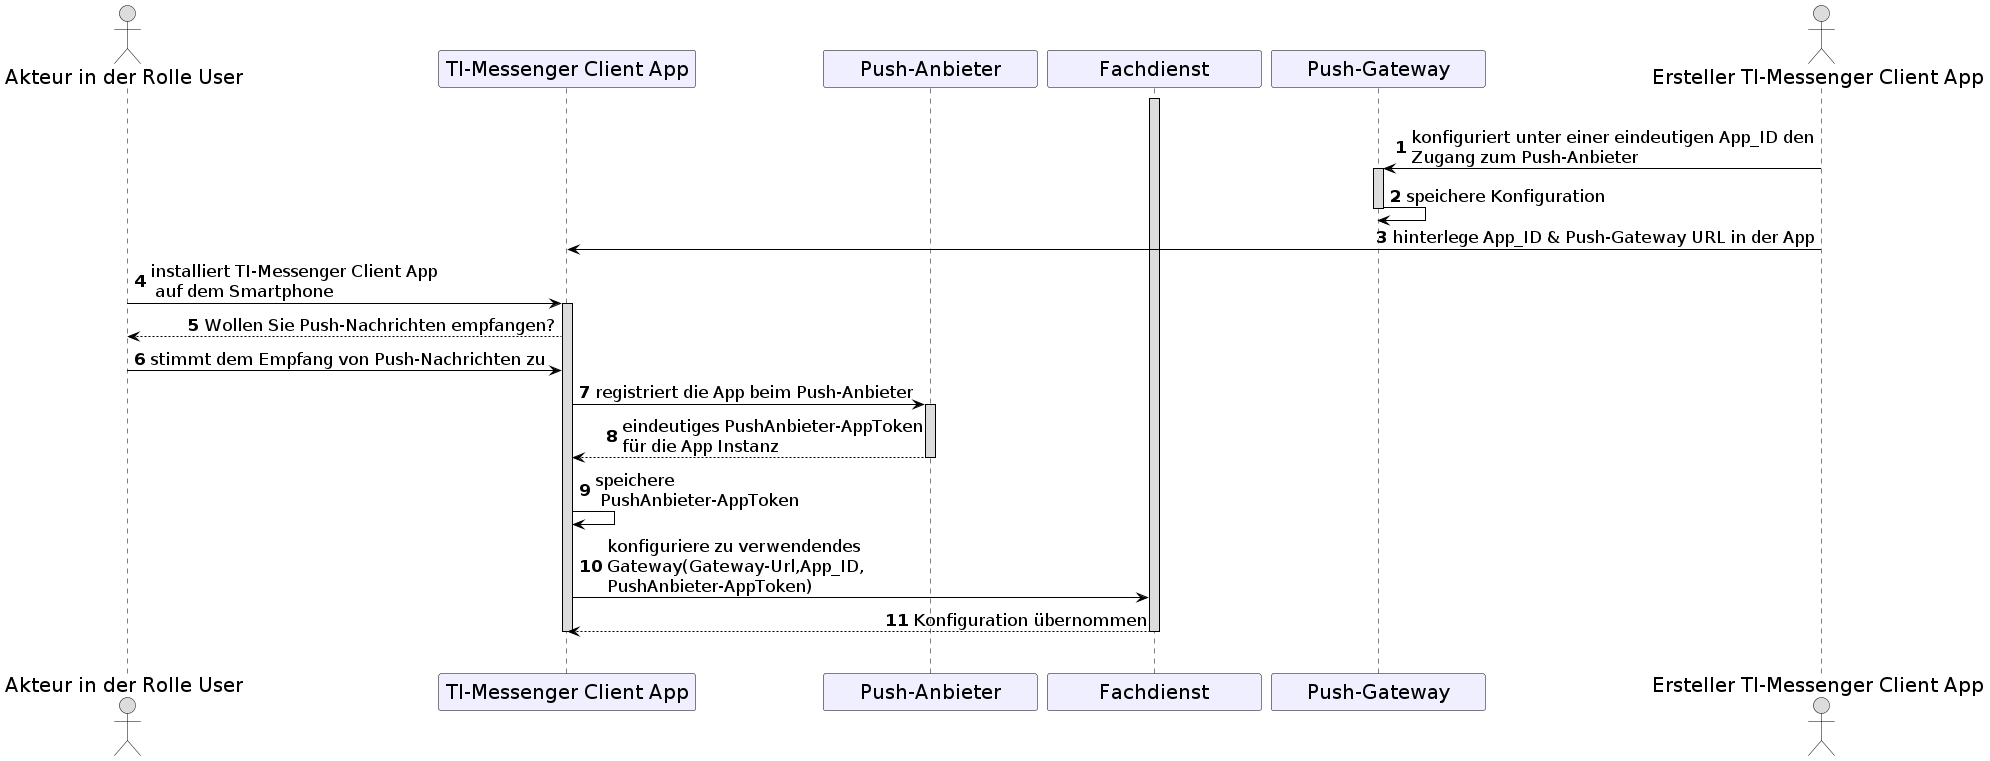 Akteur in der Rolle User
TI-Messenger Client App
Push-Anbieter
Fachdienst
Push-Gateway
Ersteller TI-Messenger Client App
1 konfiguriert unter einer eindeutigen App_ID den
Zugang zum Push-Anbieter
2 speichere Konfiguration
3 hinterlege App_ID & Push-Gateway URL in der App
4 installiert TI-Messenger Client App
auf dem Smartphone
5 Wollen Sie Push-Nachrichten empfangen?
6 stimmt dem Empfang von Push-Nachrichten zu
7 registriert die App beim Push-Anbieter
8 eindeutiges PushAnbieter-AppToken
für die App Instanz
9 speichere
PushAnbieter-AppToken
konfiguriere zu verwendendes
10 Gateway(Gateway-Url,App_ID,
PushAnbieter-AppToken)
11 Konfiguration übernommen
Akteur in der Rolle User
TI-Messenger Client App
Push-Anbieter
Fachdienst
Push-Gateway
Ersteller TI-Messenger Client App